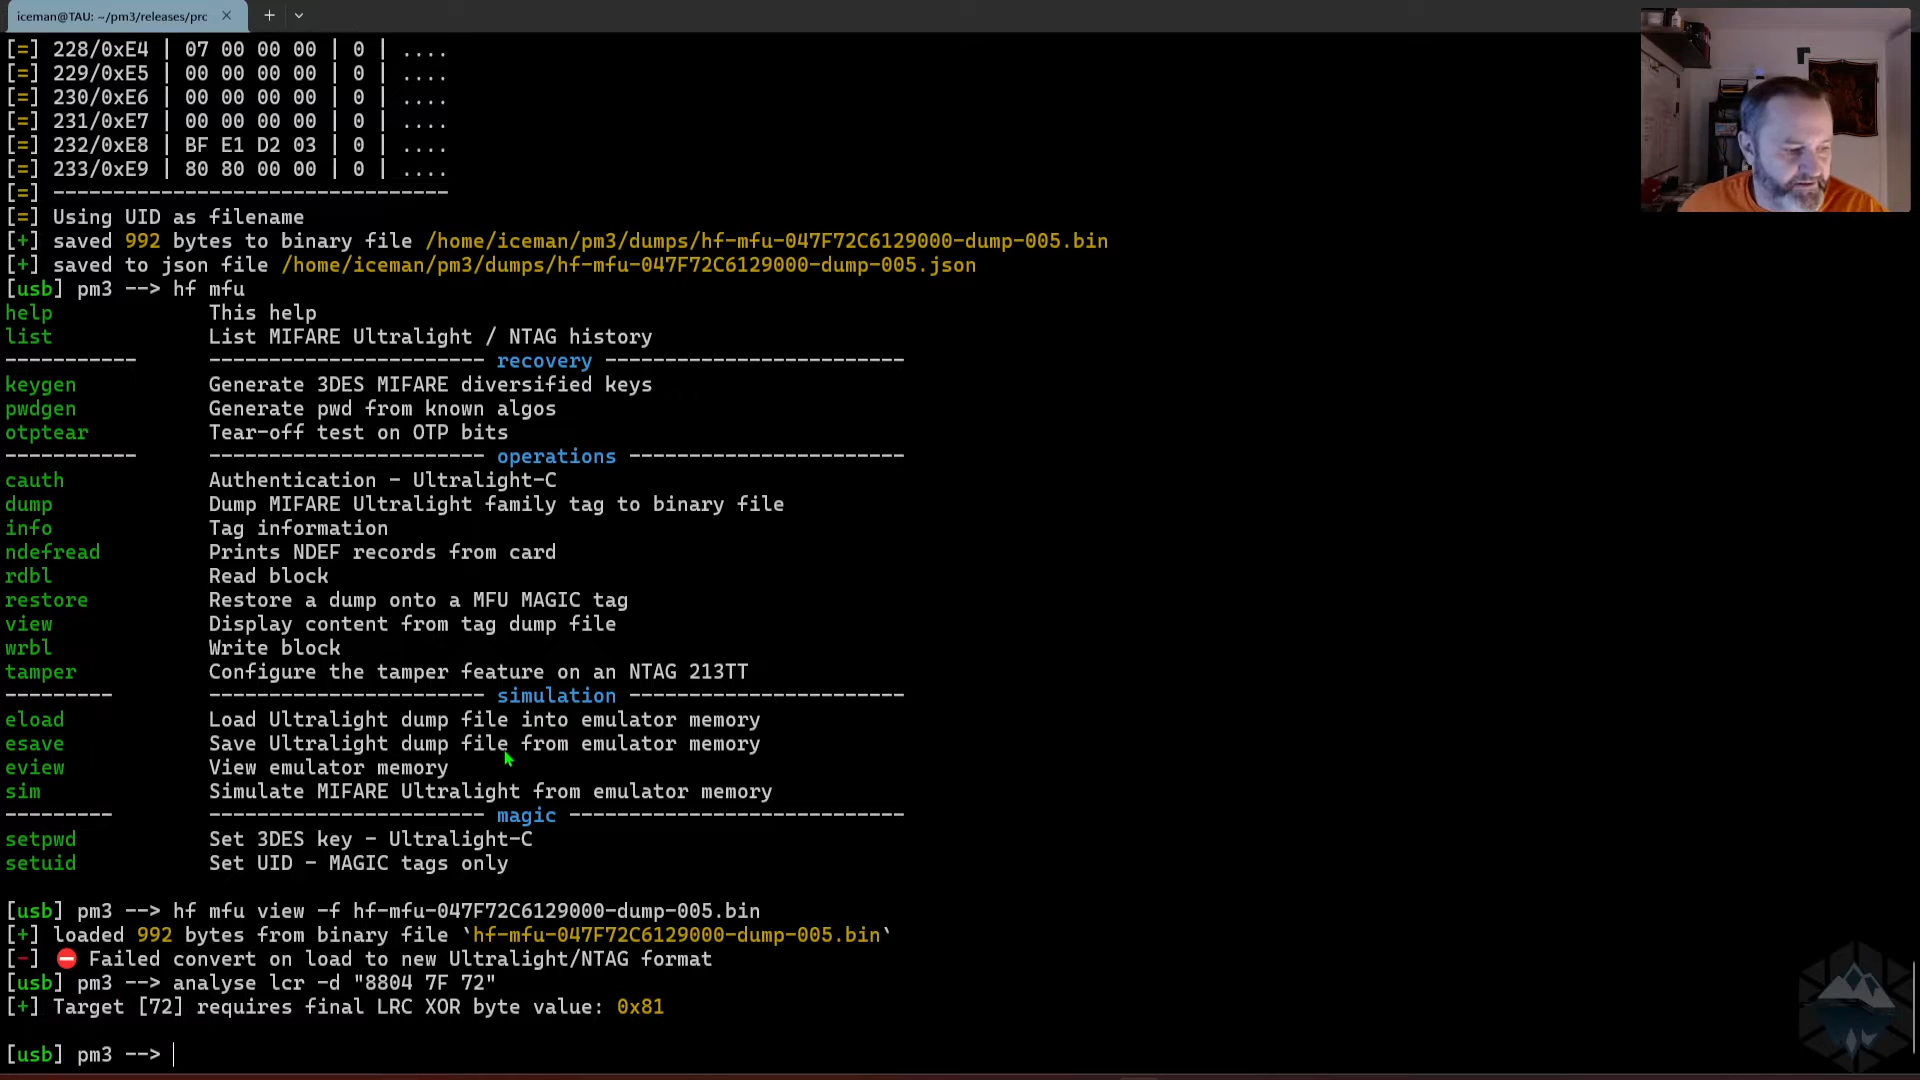 iceman@TAU: ~/pm3/releases/prc
[=] 228/0xE4 | 07 00 00 00 | 0 | ....
[=] 229/0xE5 | 00 00 00 00 | 0 | ....
[=] 230/0xE6 | 00 00 00 00 | 0 | ....
[=] 231/0xE7 | 00 00 00 00 | 0 | ....
[=] 232/0xE8 | BF E1 D2 03 | 0 | ....
[=] 233/0xE9 | 80 80 00 00 | 0 | ....
[=] ---------------------------------
[=] Using UID as filename
[+] saved 992 bytes to binary file /home/iceman/pm3/dumps/hf-mfu-047F72C6129000-dump-005.bin
[+] saved to json file /home/iceman/pm3/dumps/hf-mfu-047F72C6129000-dump-005.json
[usb] pm3 --> hf mfu
help This help
list List MIFARE Ultralight / NTAG history
----------- ----------------------- recovery -------------------------
keygen Generate 3DES MIFARE diversified keys
pwdgen Generate pwd from known algos
otptear Tear-off test on OTP bits
----------- ----------------------- operations -----------------------
cauth Authentication - Ultralight-C
dump Dump MIFARE Ultralight family tag to binary file
info Tag information
ndefread Prints NDEF records from card
rdbl Read block
restore Restore a dump onto a MFU MAGIC tag
view Display content from tag dump file
wrbl Write block
tamper Configure the tamper feature on an NTAG 213TT
--------- ----------------------- simulation -----------------------
eload Load Ultralight dump file into emulator memory
esave Save Ultralight dump file from emulator memory
eview View emulator memory
sim Simulate MIFARE Ultralight from emulator memory
--------- ----------------------- magic ----------------------------
setpwd Set 3DES key - Ultralight-C
setuid Set UID - MAGIC tags only
[usb] pm3 --> hf mfu view -f hf-mfu-047F72C6129000-dump-005.bin
[+] loaded 992 bytes from binary file `hf-mfu-047F72C6129000-dump-005.bin`
[-] ⛔ Failed convert on load to new Ultralight/NTAG format
[usb] pm3 --> analyse lcr -d "8804 7F 72"
[+] Target [72] requires final LRC XOR byte value: 0x81
[usb] pm3 -->